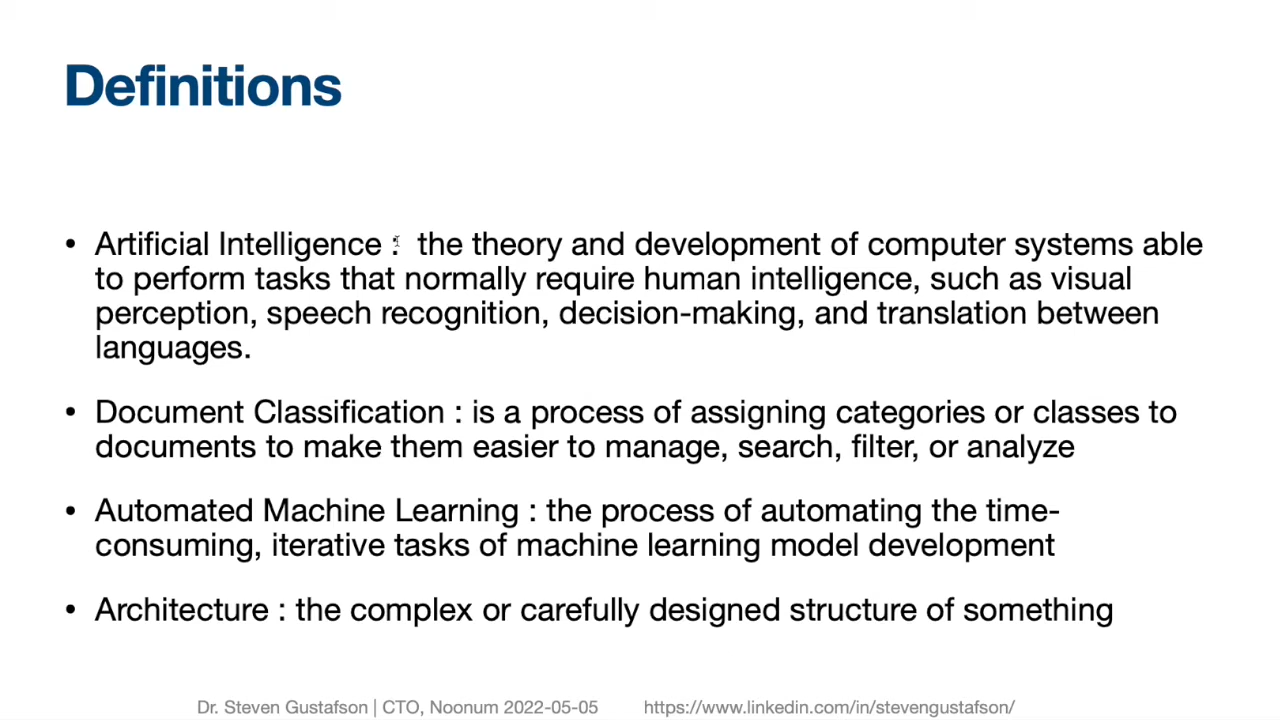 Definitions
• Artificial Intelligence :  the theory and development of computer systems able
to perform tasks that normally require human intelligence, such as visual
perception, speech recognition, decision-making, and translation between
languages.
• Document Classification : is a process of assigning categories or classes to
documents to make them easier to manage, search, filter, or analyze
• Automated Machine Learning : the process of automating the time-
consuming, iterative tasks of machine learning model development
• Architecture : the complex or carefully designed structure of something
Dr. Steven Gustafson | CTO, Noonum 2022-05-05 https://www.linkedin.com/in/stevengustafson/